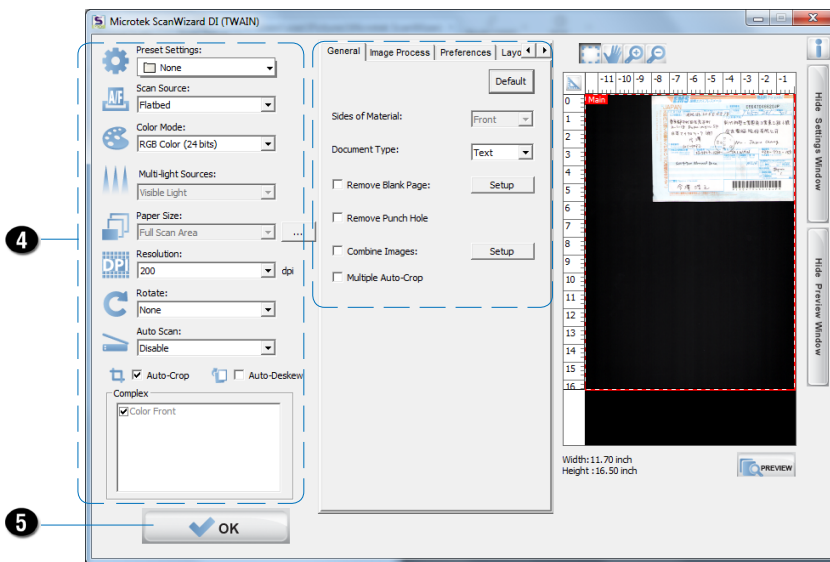 Microtek ScanWizard DI (TWAIN)
Preset Settings:
None
Scan Source:
Flatbed
Color Mode:
RGB Color (24 bits)
Multi-light Sources:
Visible Light
Paper Size:
Full Scan Area
...
Resolution:
DPI
200
dpi
Rotate:
None
Auto Scan:
Disable
Auto-Crop
Auto-Deskew
Complex
Color Front
OK
4
5
General
Image Process
Preferences
Layo
Default
Sides of Material:
Front
Document Type:
Text
Remove Blank Page:
Setup
Remove Punch Hole
Combine Images:
Setup
Multiple Auto-Crop
-11 -10 -9 -8 -7 -6 -5 -4 -3 -2 -1
0
1
2
3
4
5
6
7
8
9
10
11
12
13
14
15
16
Main
EMS
JAPAN
Width:11.70 inch
Height :16.50 inch
PREVIEW
Hide Settings Window
Hide Preview Window